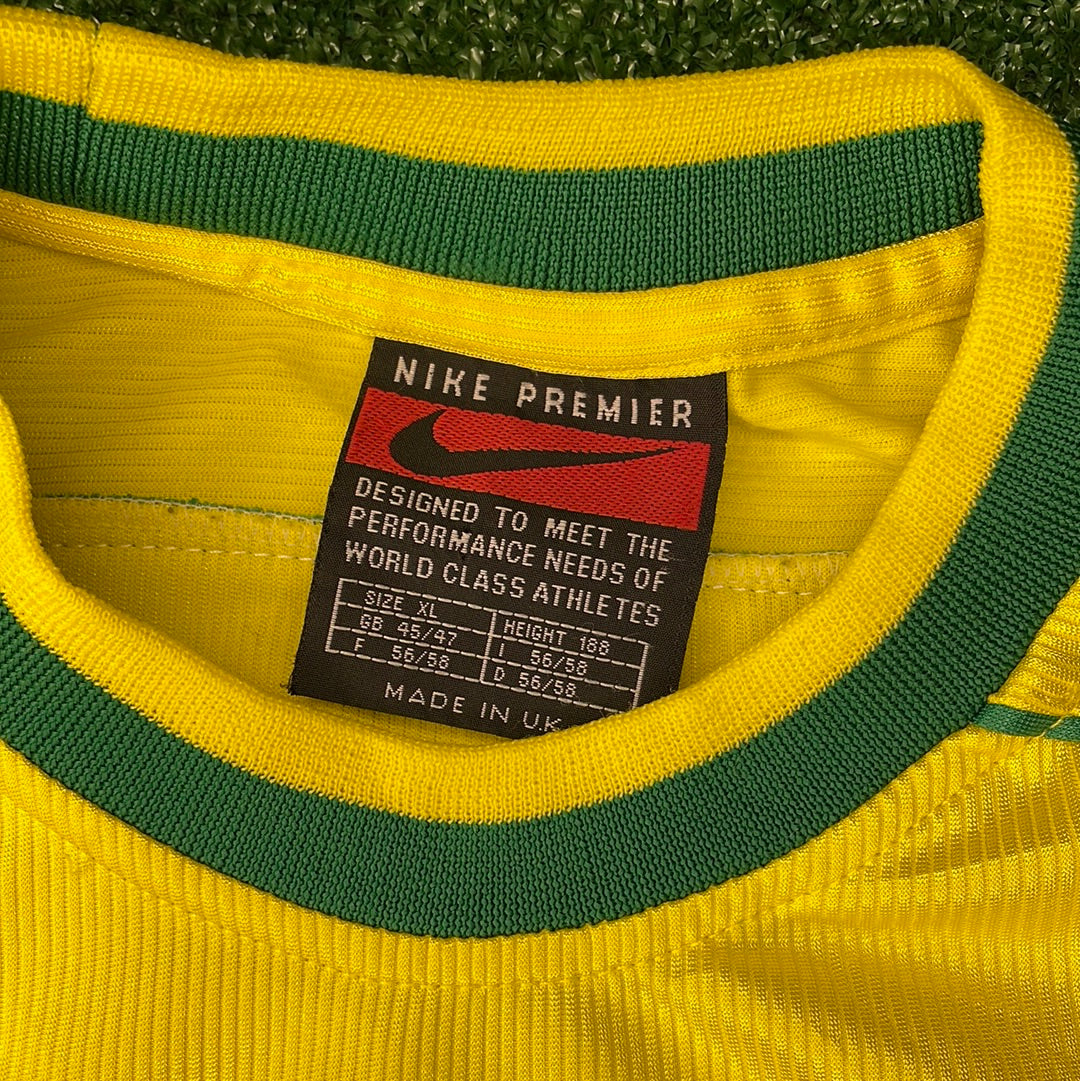 NIKE PREMIER
DESIGNED TO MEET THE
PERFORMANCE NEEDS OF
WORLD CLASS ATHLETES
SIZE XL HEIGHT 188
GB 45/47 I 56/58
F 56/58 D 56/58
MADE IN U.K